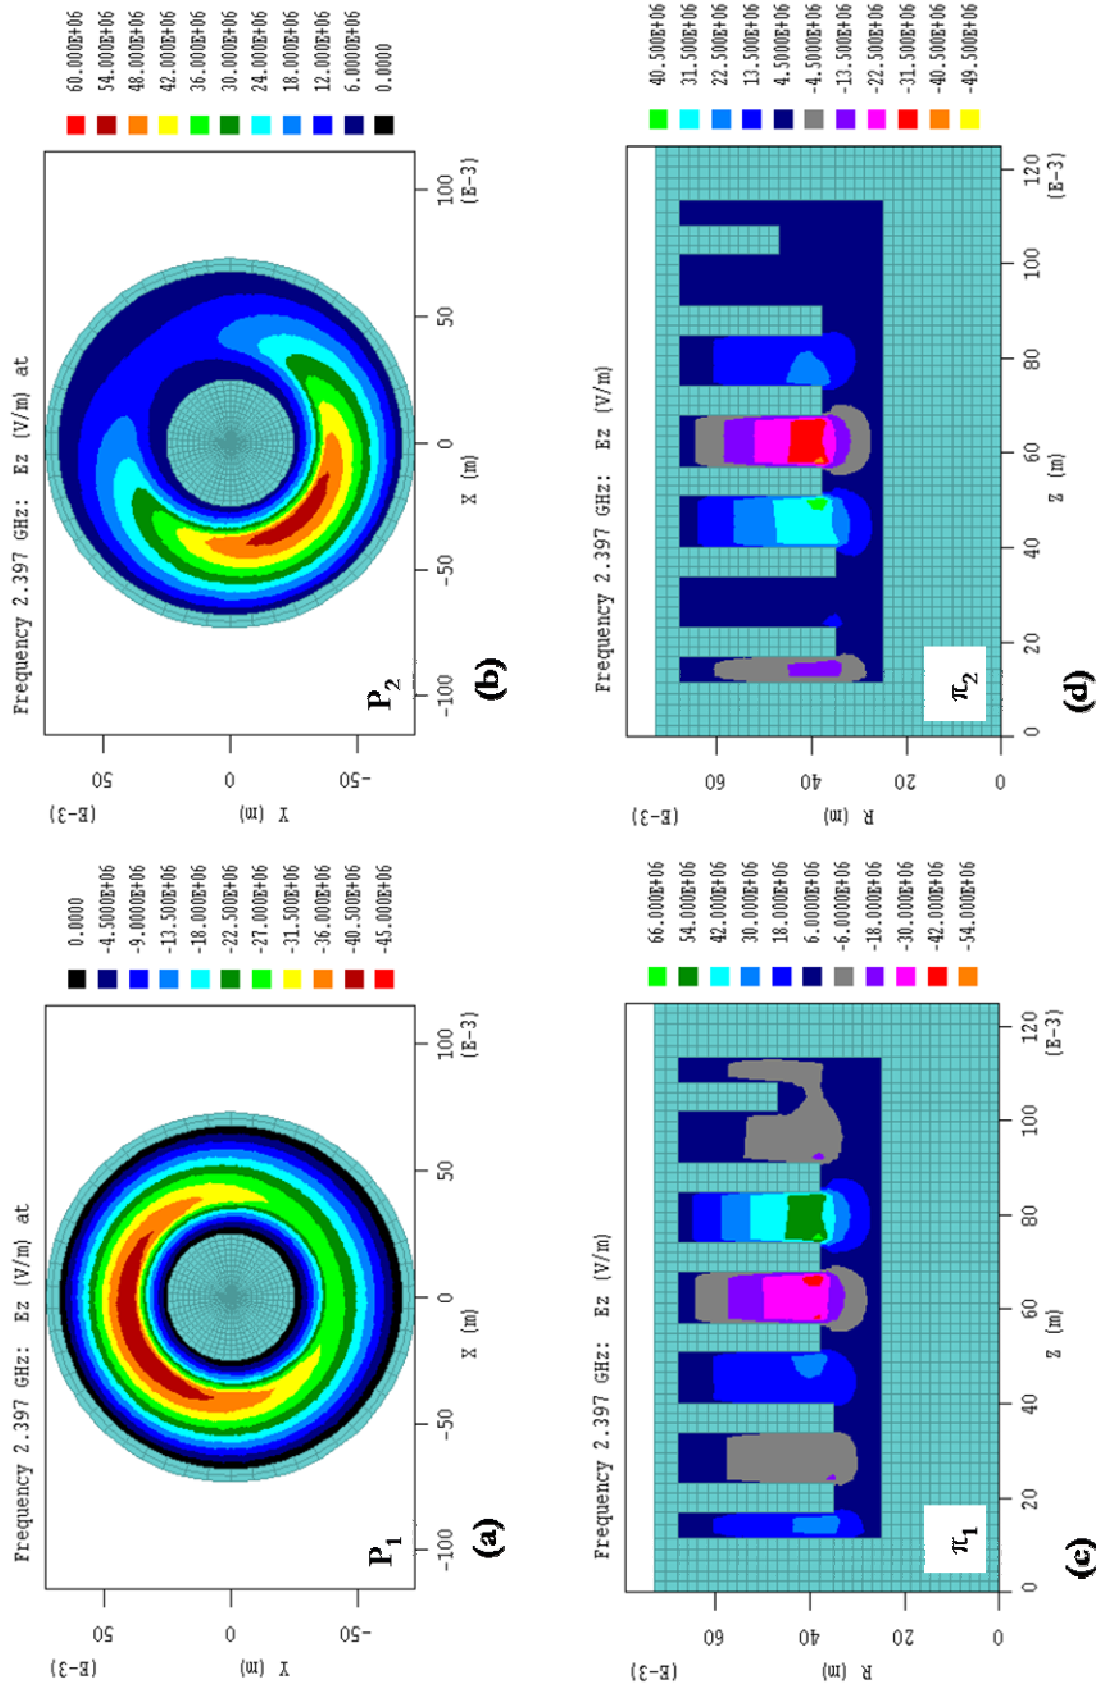 Frequency 2.397 GHz: Ez (V/m) at
(E-3)
Y (m)
50
0
-50
-100
-50
0
50
100
X (m)
(E-3)
0.0000
-4.5000E+06
-9.0000E+06
-13.500E+06
-18.000E+06
-22.500E+06
-27.000E+06
-31.500E+06
-36.000E+06
-40.500E+06
-45.000E+06
P1
(a)
Frequency 2.397 GHz: Ez (V/m) at
(E-3)
Y (m)
50
0
-50
-100
-50
0
50
100
X (m)
(E-3)
60.000E+06
54.000E+06
48.000E+06
42.000E+06
36.000E+06
30.000E+06
24.000E+06
18.000E+06
12.000E+06
6.0000E+06
0.0000
P2
(b)
Frequency 2.397 GHz: Ez (V/m)
(E-3)
R (m)
60
40
20
0
0
20
40
60
80
100
120
Z (m)
(E-3)
66.000E+06
54.000E+06
42.000E+06
30.000E+06
18.000E+06
6.0000E+06
-6.0000E+06
-18.000E+06
-30.000E+06
-42.000E+06
-54.000E+06
π1
(c)
Frequency 2.397 GHz: Ez (V/m)
(E-3)
R (m)
60
40
20
0
0
20
40
60
80
100
120
Z (m)
(E-3)
40.500E+06
31.500E+06
22.500E+06
13.500E+06
4.500E+06
-4.500E+06
-13.500E+06
-22.500E+06
-31.500E+06
-40.500E+06
-49.500E+06
π2
(d)